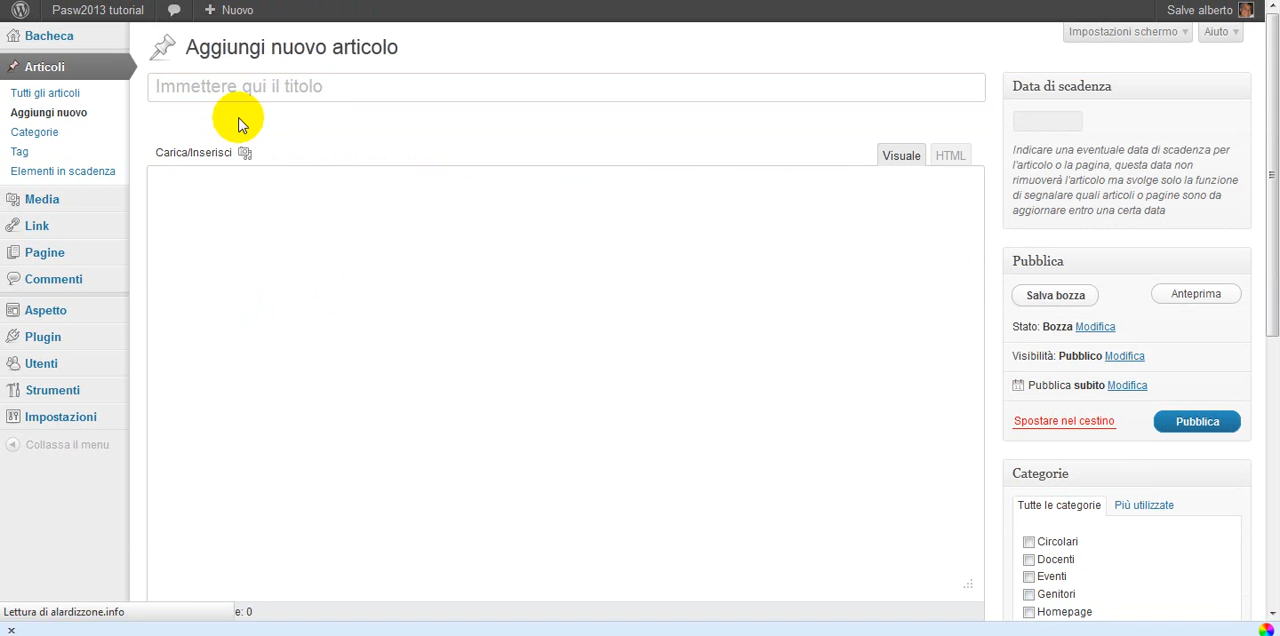 Pasw2013 tutorial
Nuovo
Salve alberto
Bacheca
Articoli
Tutti gli articoli
Aggiungi nuovo
Categorie
Tag
Elementi in scadenza
Media
Link
Pagine
Commenti
Aspetto
Plugin
Utenti
Strumenti
Impostazioni
Collassa il menu
Lettura di alardizzone.info
e: 0
Aggiungi nuovo articolo
Impostazioni schermo
Aiuto
Immettere qui il titolo
Carica/Inserisci
Visuale
HTML
Data di scadenza
Indicare una eventuale data di scadenza per
l'articolo o la pagina, questa data non
rimuoverà l'articolo ma svolge solo la funzione
di segnalare quali articoli o pagine sono da
aggiornare entro una certa data
Pubblica
Salva bozza
Anteprima
Stato: Bozza Modifica
Visibilità: Pubblico Modifica
Pubblica subito Modifica
Spostare nel cestino
Pubblica
Categorie
Tutte le categorie
Più utilizzate
Circolari
Docenti
Eventi
Genitori
Homepage